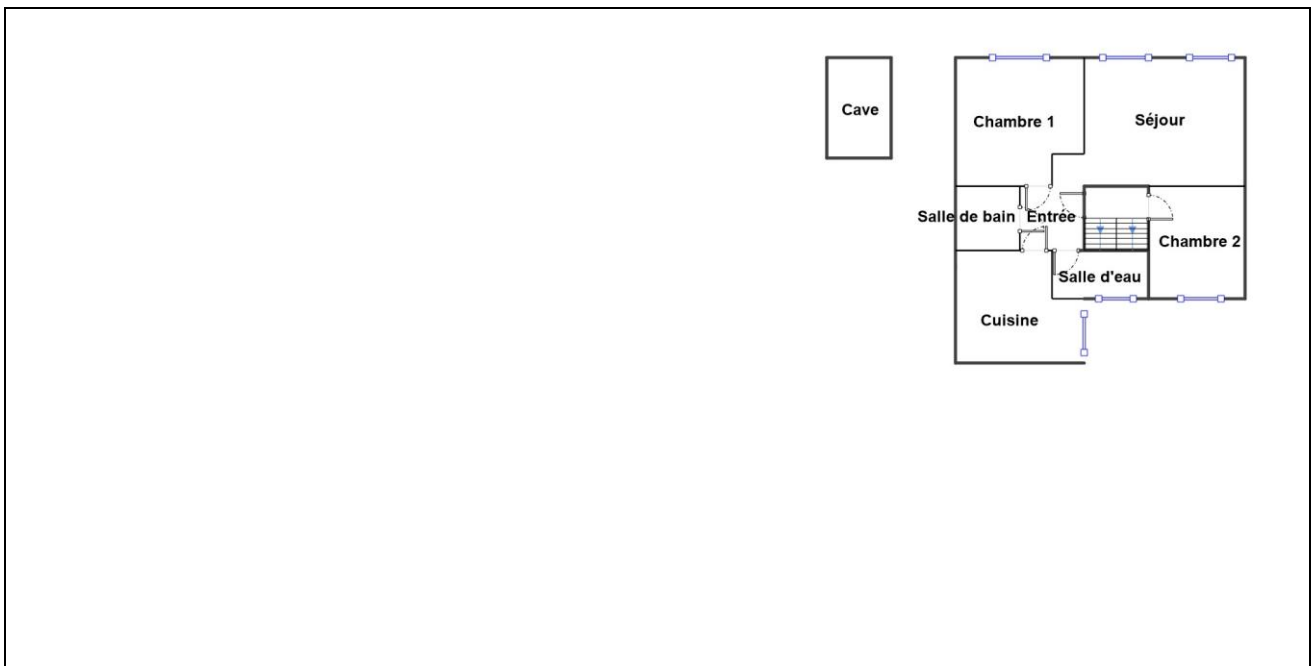 Cave
Chambre 1
Séjour
Salle de bain
Entrée
Chambre 2
Salle d'eau
Cuisine